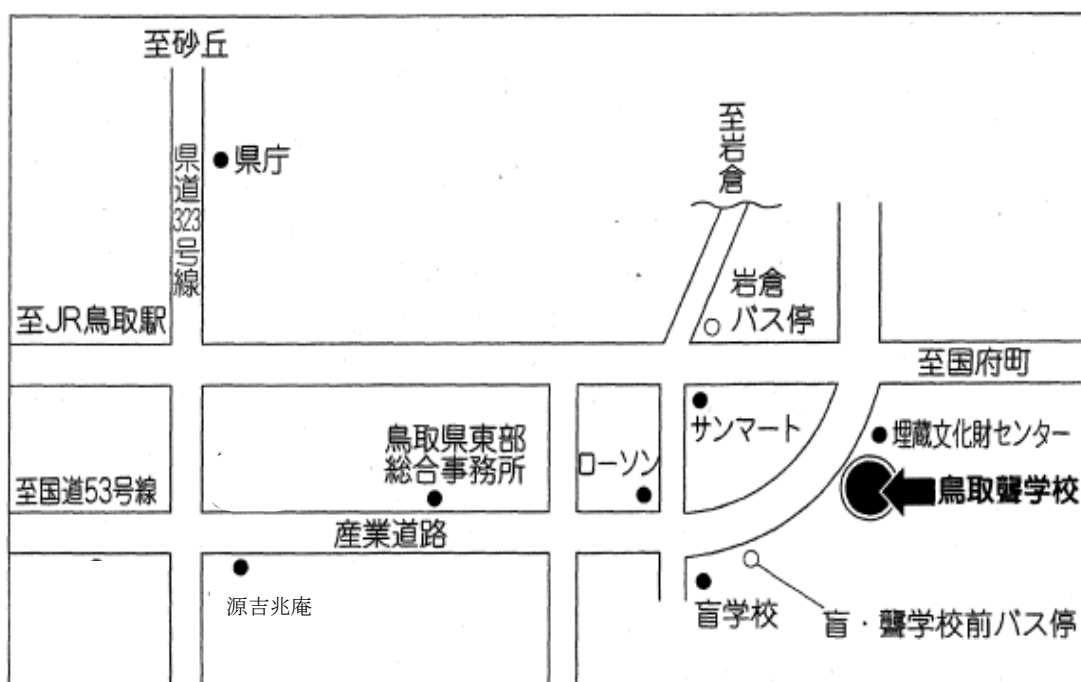 至砂丘
県庁
県道323号線
至岩倉
岩倉
バス停
至JR鳥取駅
至国府町
鳥取県東部
総合事務所
ローソン
サンマート
埋蔵文化財センター
至国道53号線
鳥取聾学校
産業道路
源吉兆庵
盲学校
盲・聾学校前バス停